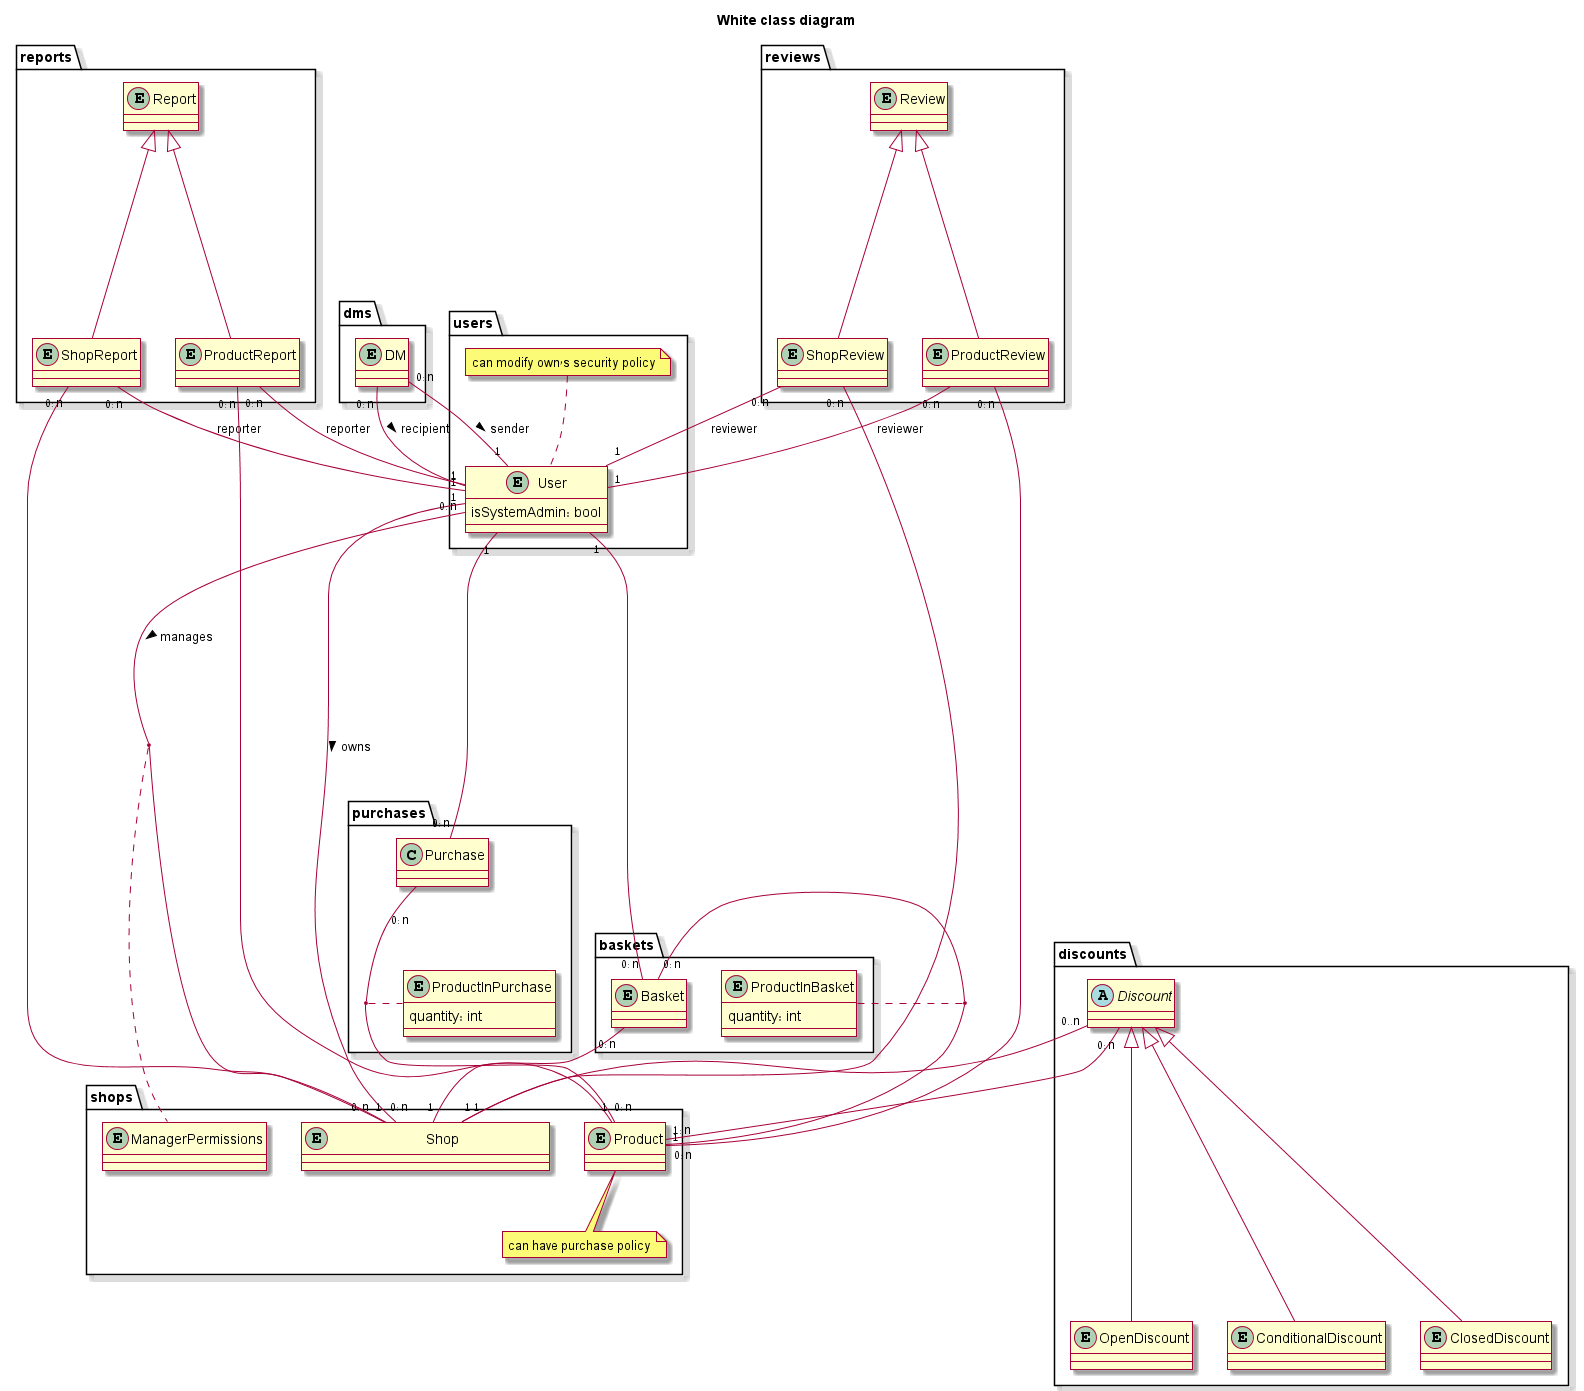 White class diagram
reports
reviews
E Report
E Review
dms
users
E ShopReport
E ProductReport
E DM
can modify own's security policy
E ShopReview
E ProductReview
0..n
0..n
0..n
0..n
0..n
0..n
0..n
0..n
0..n
0..n
reporter
reporter
recipient
sender
reviewer
reviewer
1
1
1
1
1
1
0..n
E User
isSystemAdmin: bool
1
1
manages
owns
purchases
0..n
C Purchase
0..n
baskets
discounts
0..n
0..n
E ProductInPurchase
quantity: int
E Basket
E ProductInBasket
quantity: int
A Discount
0..n
0..n
0..n
shops
0..n
1
0..n
1
1
1
1
0..n
E ManagerPermissions
E Shop
E Product
1..n
1
0..n
can have purchase policy
E OpenDiscount
E ConditionalDiscount
E ClosedDiscount